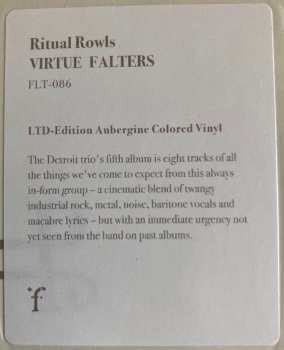 Ritual Rowls
VIRTUE FALTERS
FLT-086
LTD-Edition Aubergine Colored Vinyl
The Detroit trio's fifth album is eight tracks of all
the things we've come to expect from this always
in-form group – a cinematic blend of twangy
industrial rock, metal, noise, baritone vocals and
macabre lyrics – but with an immediate urgency not
yet seen from the band on past albums.
f